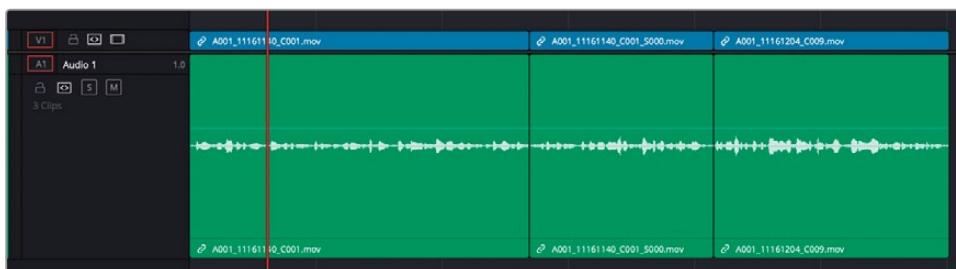 V1 A001_11161140_C001.mov A001_11161140_C001_S000.mov A001_11161204_C009.mov
A1 Audio 1 1.0
S M
3 Clips
A001_11161140_C001.mov A001_11161140_C001_S000.mov A001_11161204_C009.mov